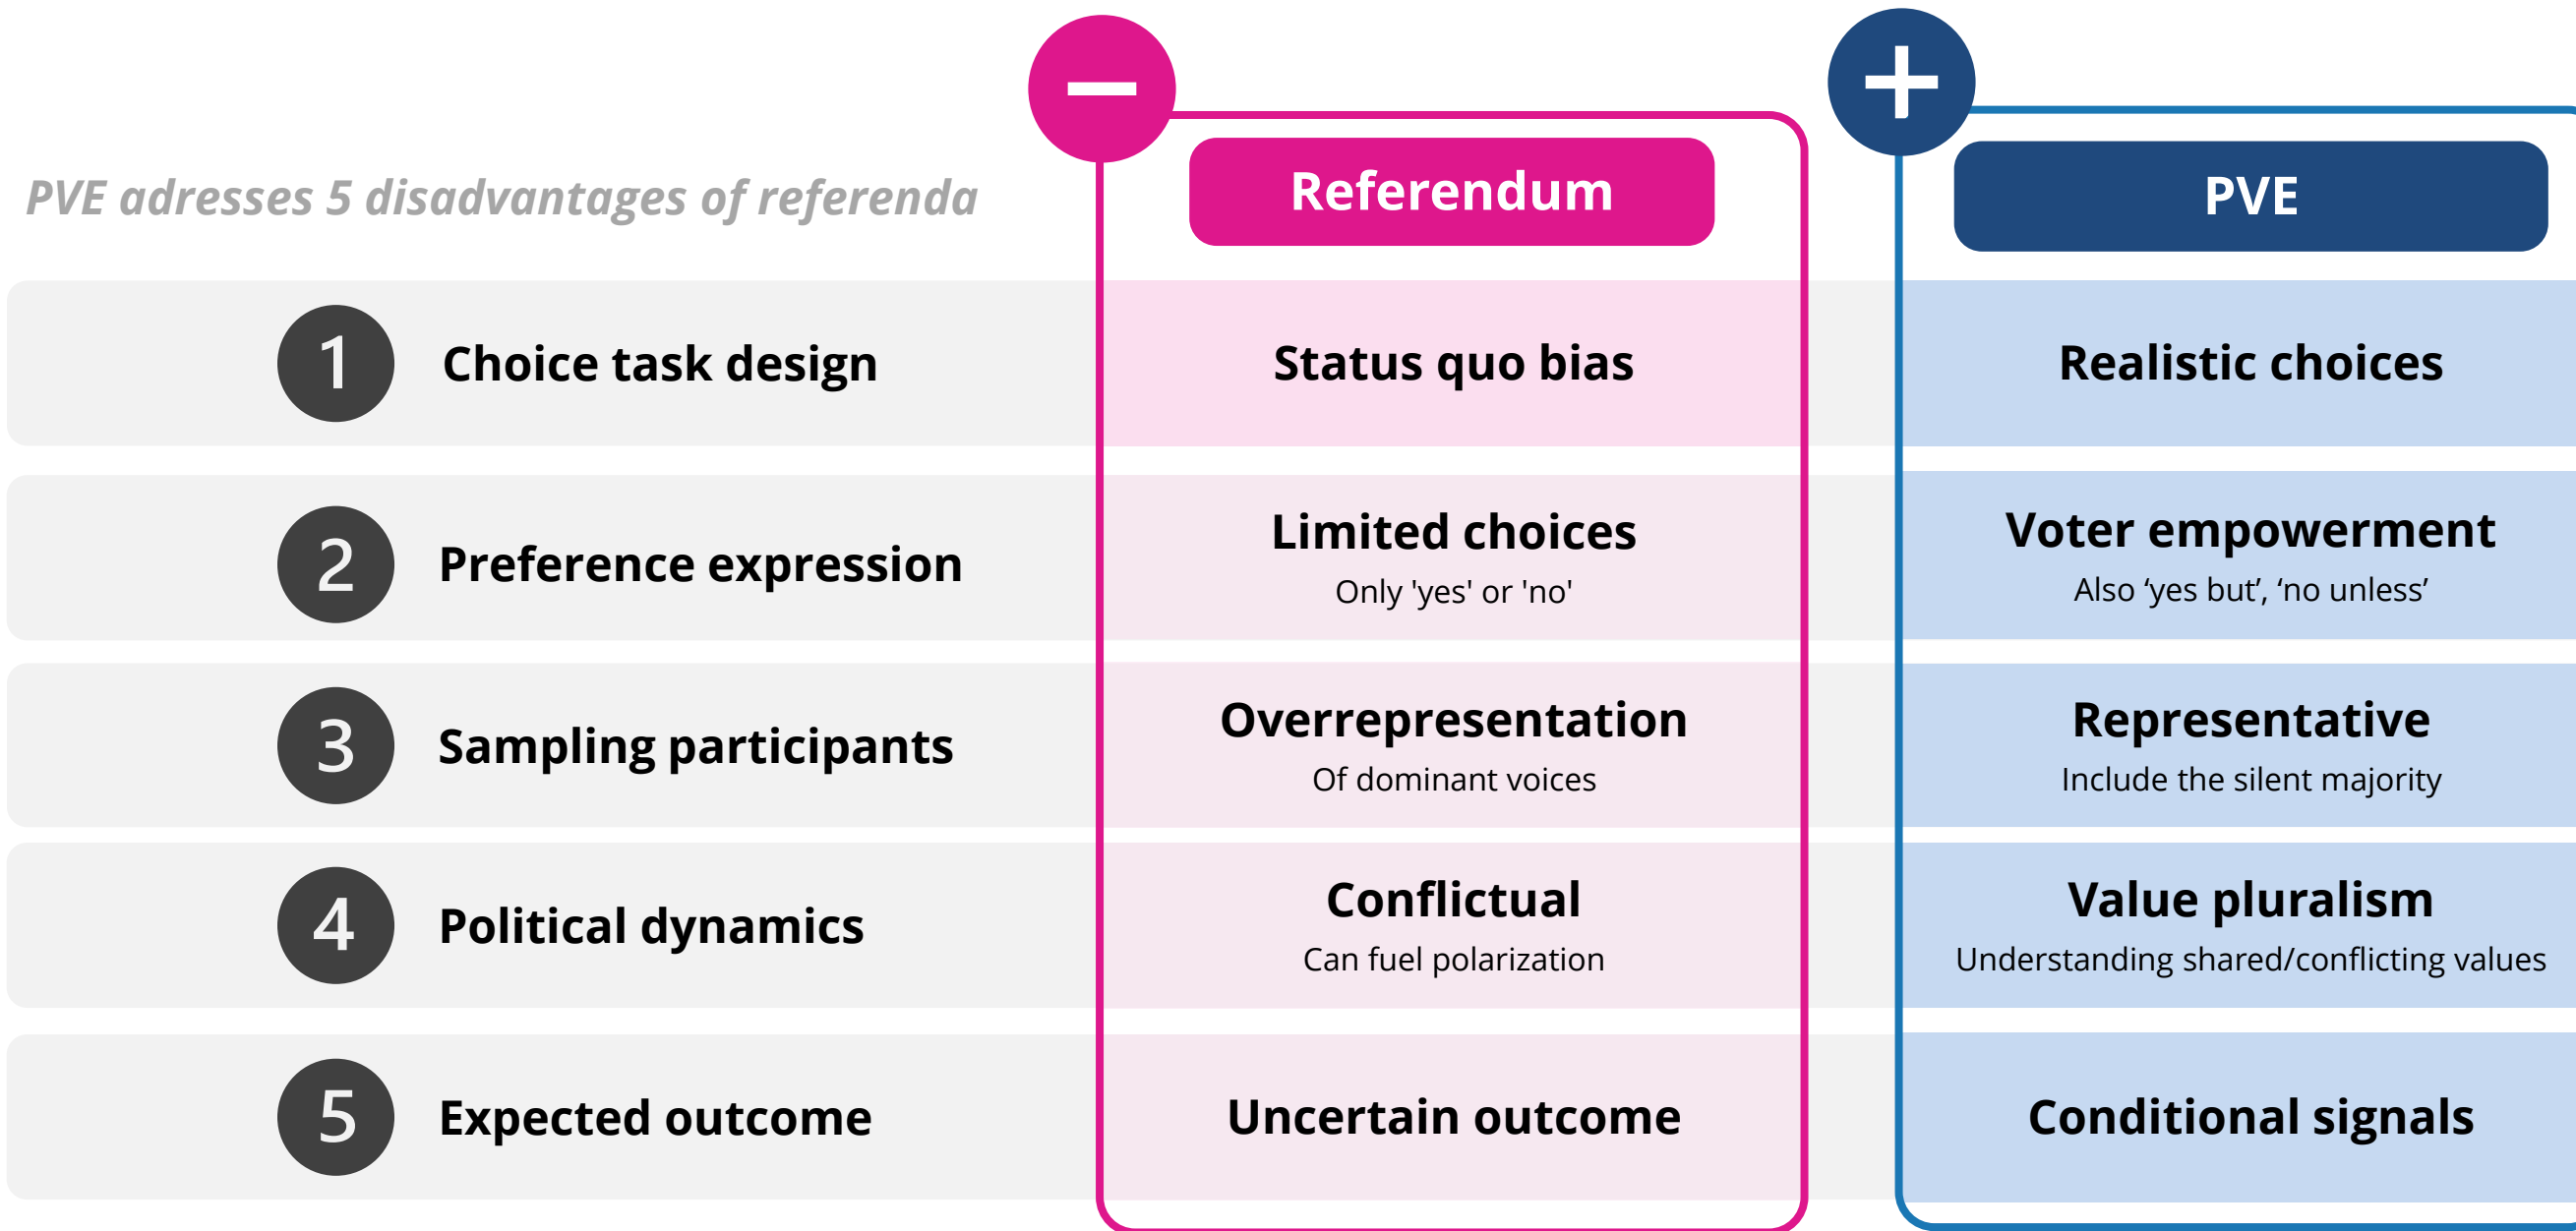 PVE adresses 5 disadvantages of referenda
Referendum
PVE
1 Choice task design
Status quo bias
Realistic choices
2 Preference expression
Limited choices
Only 'yes' or 'no'
Voter empowerment
Also ‘yes but’, ‘no unless’
3 Sampling participants
Overrepresentation
Of dominant voices
Representative
Include the silent majority
4 Political dynamics
Conflictual
Can fuel polarization
Value pluralism
Understanding shared/conflicting values
5 Expected outcome
Uncertain outcome
Conditional signals